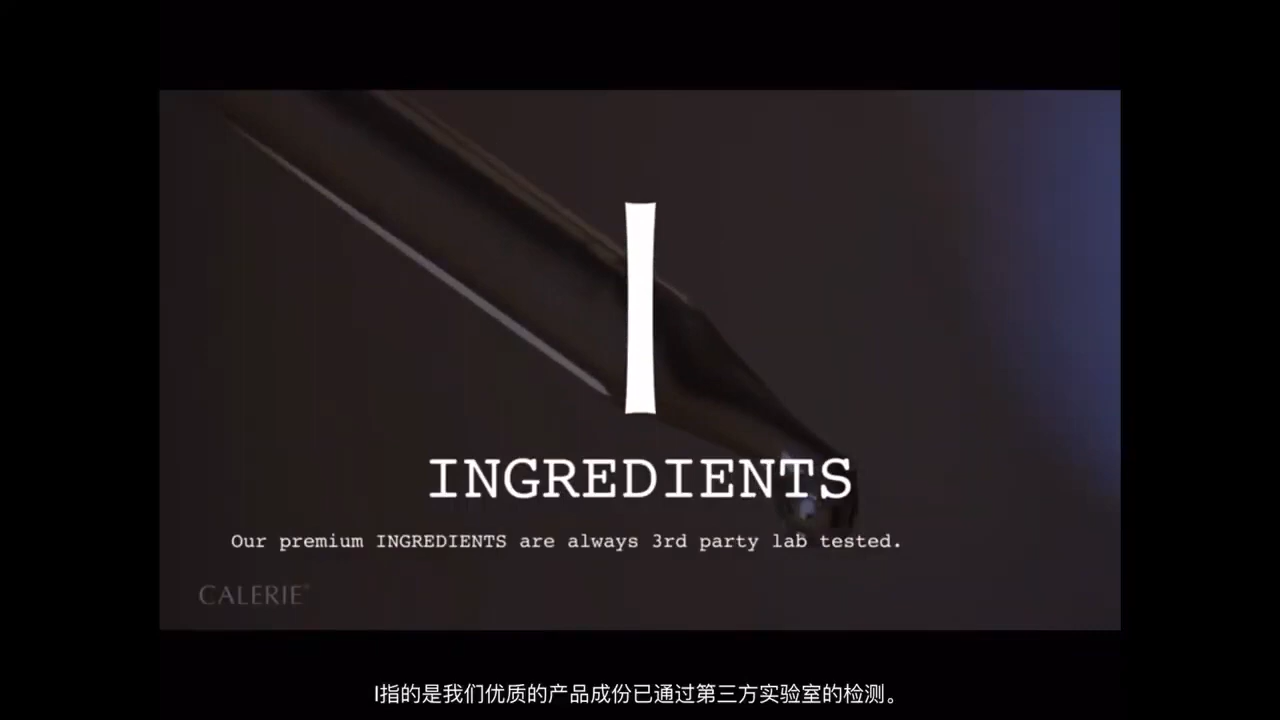 I
INGREDIENTS
Our premium INGREDIENTS are always 3rd party lab tested.
CALERIE
I指的是我们优质的产品成份已通过第三方实验室的检测。